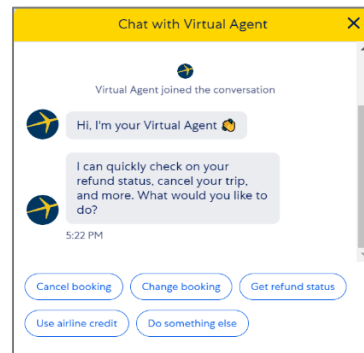 Chat with Virtual Agent
Virtual Agent joined the conversation
Hi, I'm your Virtual Agent 👋
I can quickly check on your
refund status, cancel your trip,
and more. What would you like to
do?
5:22 PM
Cancel booking
Change booking
Get refund status
Use airline credit
Do something else